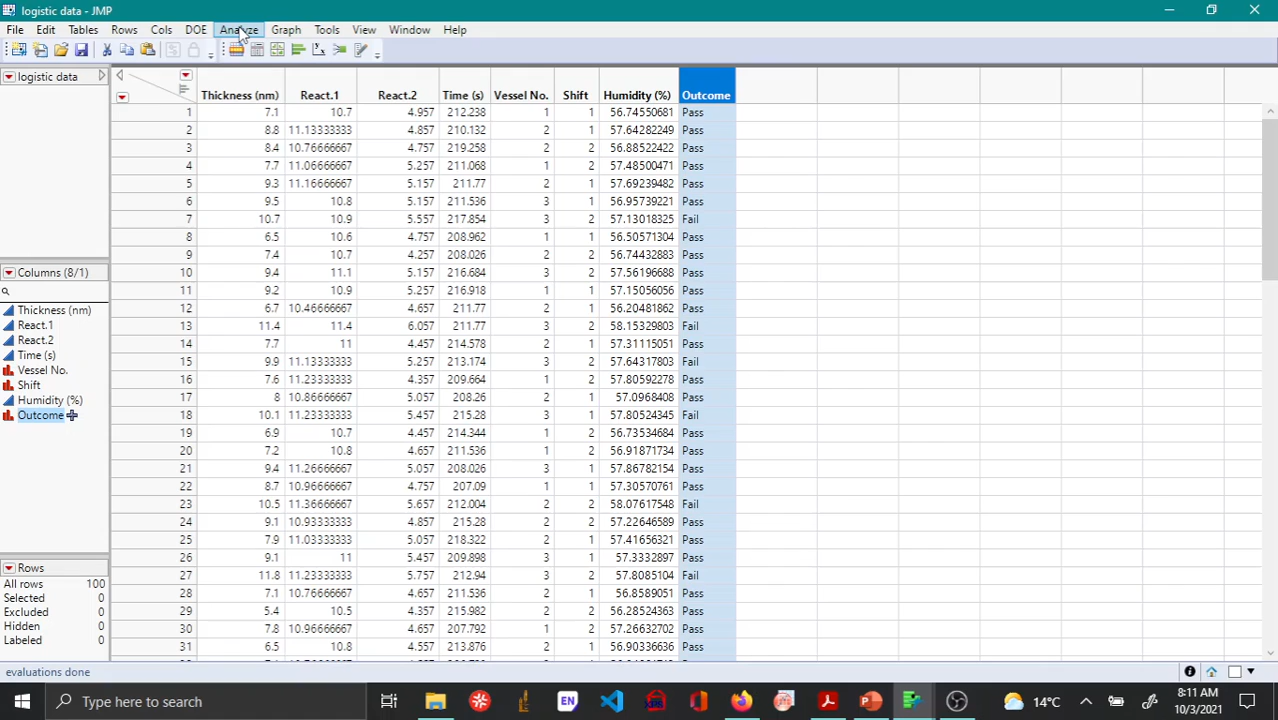 logistic data - JMP
File Edit Tables Rows Cols DOE Analyze Graph Tools View Window Help
logistic data
Thickness (nm) React.1 React.2 Time (s) Vessel No. Shift Humidity (%) Outcome
1 7.1 10.7 4.957 212.238 1 1 56.74550681 Pass
2 8.8 11.13333333 4.857 210.132 2 1 57.64282249 Pass
3 8.4 10.76666667 4.757 219.258 2 2 56.88522422 Pass
4 7.7 11.06666667 5.257 211.068 1 2 57.48500471 Pass
5 9.3 11.16666667 5.157 211.77 2 1 57.69239482 Pass
6 9.5 10.8 5.157 211.536 3 1 56.95739221 Pass
7 10.7 10.9 5.557 217.854 3 2 57.13018325 Fail
8 6.5 10.6 4.757 208.962 1 1 56.50571304 Pass
9 7.4 10.7 4.257 208.026 2 2 56.74432883 Pass
10 9.4 11.1 5.157 216.684 3 2 57.56196688 Pass
11 9.2 10.9 5.257 216.918 1 1 57.15056056 Pass
12 6.7 10.46666667 4.657 211.77 2 1 56.20481862 Pass
13 11.4 11.4 6.057 211.77 3 2 58.15329803 Fail
14 7.7 11 4.457 214.578 2 1 57.31115051 Pass
15 9.9 11.13333333 5.257 213.174 3 2 57.64317803 Fail
16 7.6 11.23333333 4.357 209.664 1 2 57.80592278 Pass
17 8 10.86666667 5.057 208.26 2 1 57.0968408 Pass
18 10.1 11.23333333 5.457 215.28 3 2 57.80524345 Fail
19 6.9 10.7 4.457 214.344 1 2 56.73534684 Pass
20 7.2 10.8 4.657 211.536 1 2 56.91871734 Pass
21 9.4 11.26666667 5.057 208.026 3 1 57.86782154 Pass
22 8.7 10.96666667 4.757 207.09 1 1 57.30570761 Pass
23 10.5 11.36666667 5.657 212.004 2 2 58.07617548 Fail
24 9.1 10.93333333 4.857 215.28 2 2 57.22646589 Pass
25 7.9 11.03333333 5.057 218.322 2 2 57.41656321 Pass
26 9.1 11 5.457 209.898 3 1 57.3332897 Pass
27 11.8 11.23333333 5.757 212.94 3 2 57.8085104 Fail
28 7.1 10.76666667 4.657 211.536 2 1 56.8589051 Pass
29 5.4 10.5 4.357 215.982 2 2 56.28524363 Pass
30 7.8 10.96666667 4.657 207.792 1 2 57.26632702 Pass
31 6.5 10.8 4.557 213.876 2 1 56.90336636 Pass
Columns (8/1)
Thickness (nm)
React.1
React.2
Time (s)
Vessel No.
Shift
Humidity (%)
Outcome
Rows
All rows 100
Selected 0
Excluded 0
Hidden 0
Labeled 0
evaluations done
Type here to search
EN
14°C
8:11 AM
10/3/2021